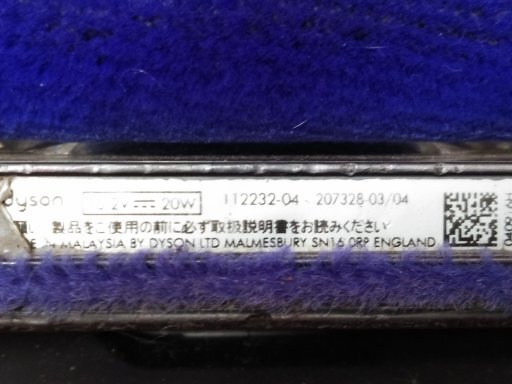 dyson 20W 112232-04 207328-03/04
製品をご使用の前に必ず取扱説明書をお読みください
MALAYSIA BY DYSON LTD MALMESBURY SN16 0RP ENGLAND